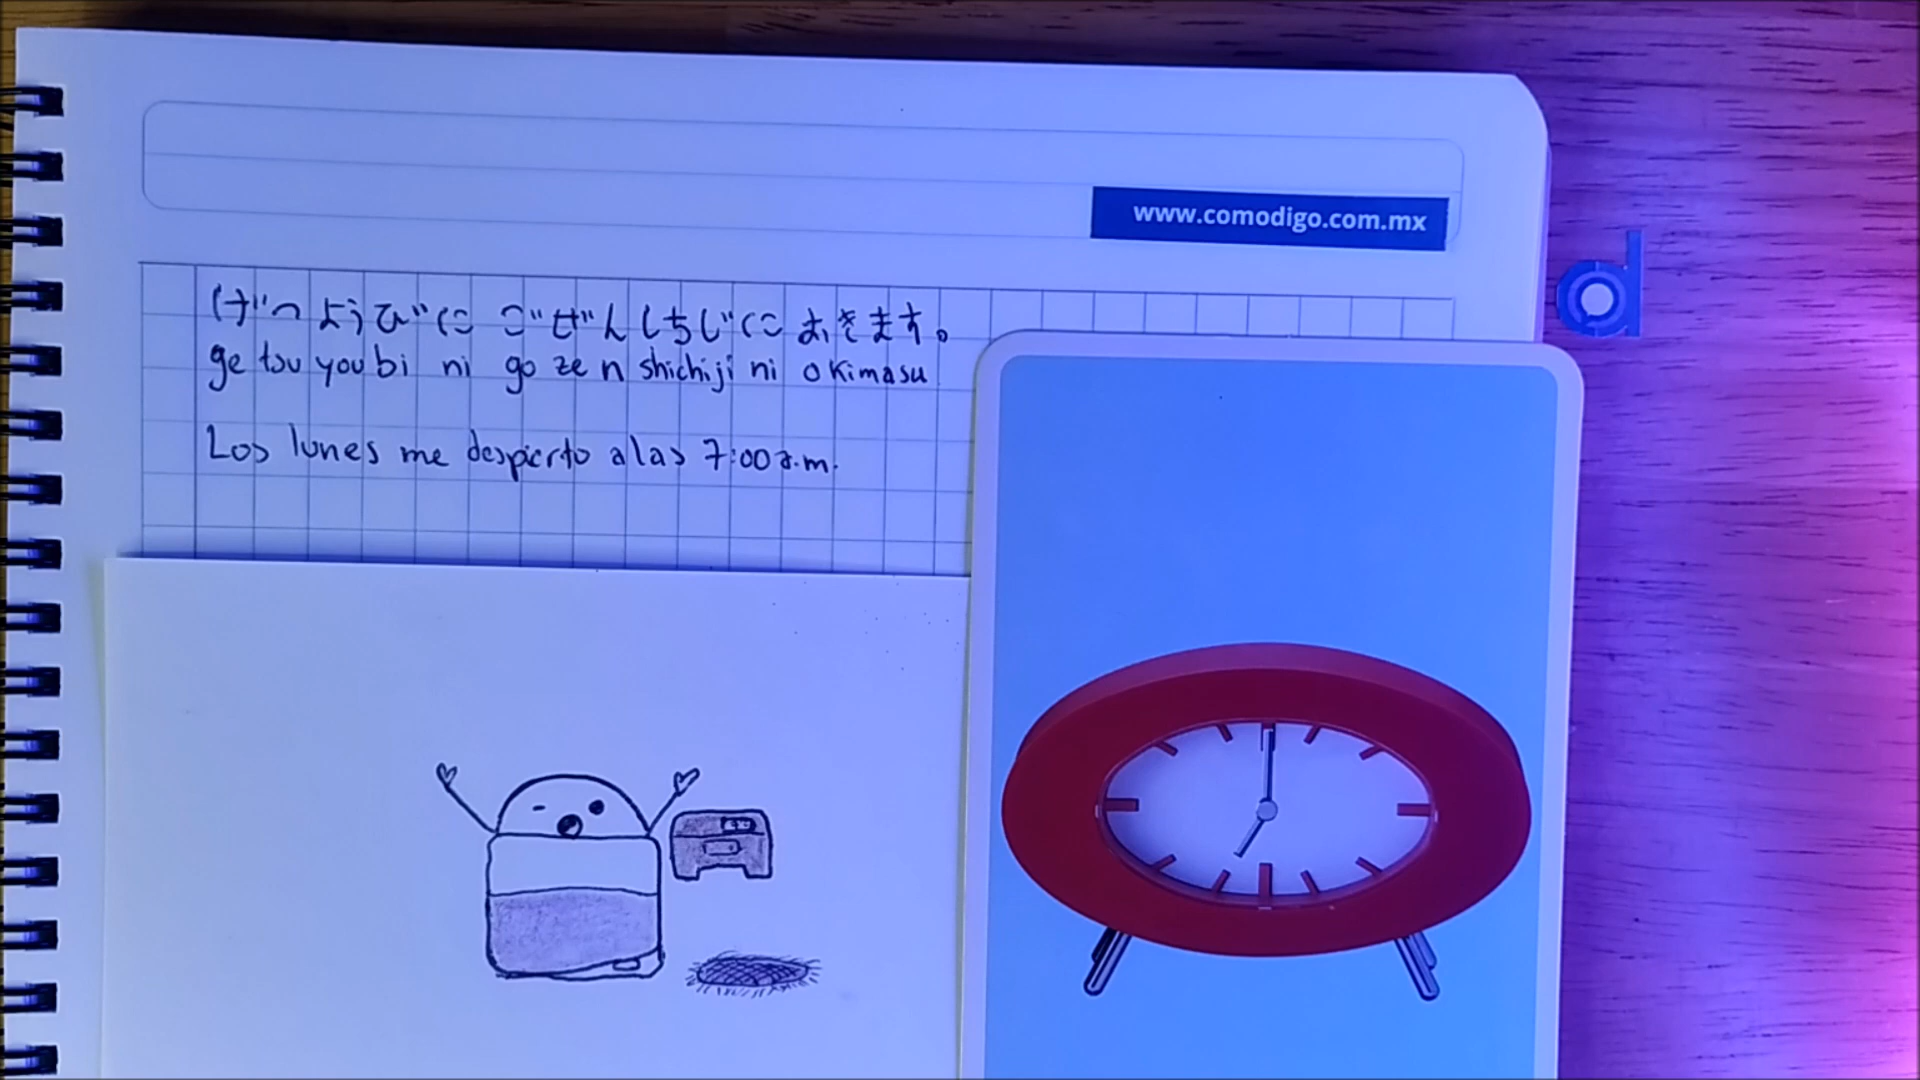 www.comodigo.com.mx
げつようびに ごぜんしちじに おきます。
ge tsu you bi ni go ze n shichiji ni okimasu
Los lunes me despierto a las 7:00 a.m.
d